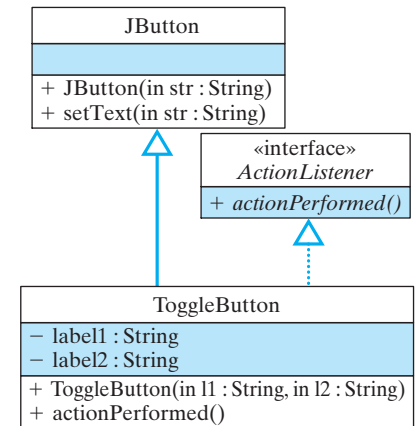 JButton
+ JButton(in str : String)
+ setText(in str : String)
«interface»
ActionListener
+ actionPerformed()
ToggleButton
− label1 : String
− label2 : String
+ ToggleButton(in l1 : String, in l2 : String)
+ actionPerformed()